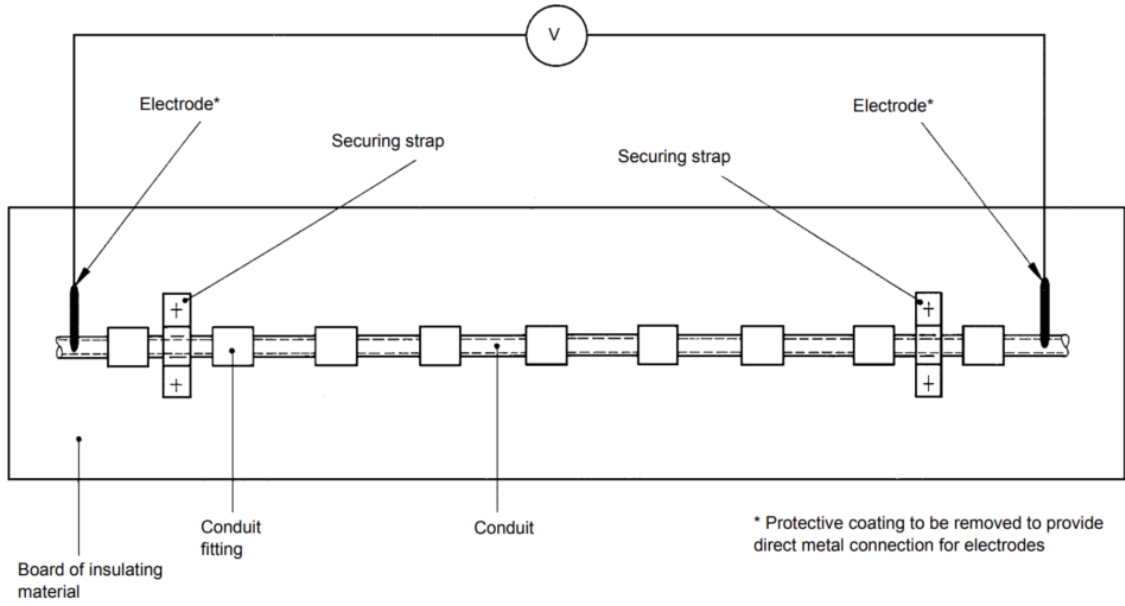 V
Electrode*
Electrode*
Securing strap
Securing strap
+
+
+
+
Conduit
fitting
Conduit
* Protective coating to be removed to provide
direct metal connection for electrodes
Board of insulating
material